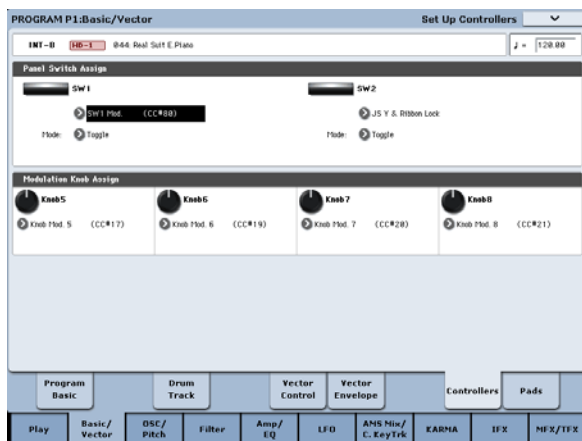 PROGRAM P1:Basic/Vector Set Up Controllers
INT-D HD-1 044: Real Suit E.Piano ♩ = 120.00
Panel Switch Assign
SW1 SW2
SW1 Mod. (CC#80) JS Y & Ribbon Lock
Mode: Toggle Mode: Toggle
Modulation Knob Assign
Knob5 Knob6 Knob7 Knob8
Knob Mod. 5 (CC#17) Knob Mod. 6 (CC#19) Knob Mod. 7 (CC#20) Knob Mod. 8 (CC#21)
Program Basic Drum Track Vector Control Vector Envelope Controllers Pads
Play Basic/Vector OSC/Pitch Filter Amp/EQ LFO AMS Mix/C.KeyTrk KARMA IFX MFX/TFX